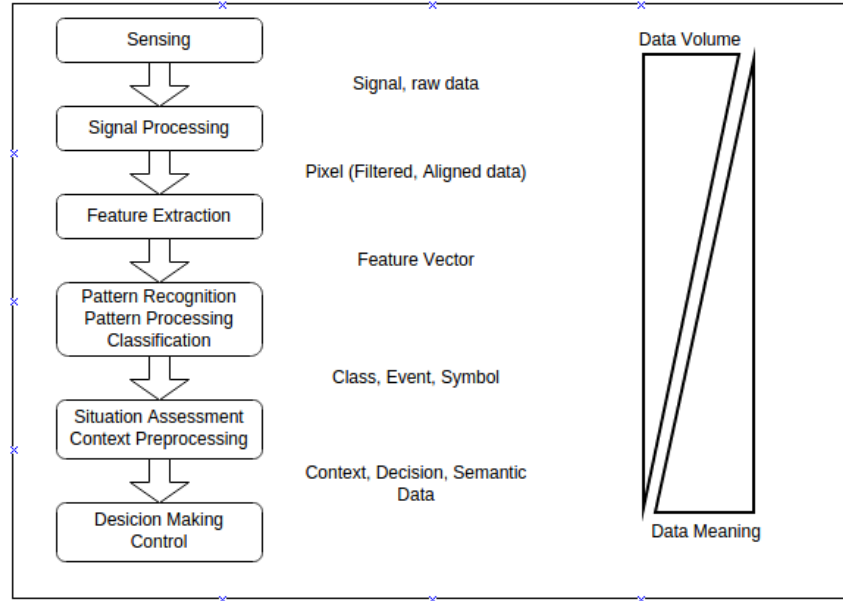 Sensing
Data Volume
Signal, raw data
Signal Processing
Pixel (Filtered, Aligned data)
Feature Extraction
Feature Vector
Pattern Recognition
Pattern Processing
Classification
Class, Event, Symbol
Situation Assessment
Context Preprocessing
Context, Decision, Semantic
Data
Desicion Making
Control
Data Meaning